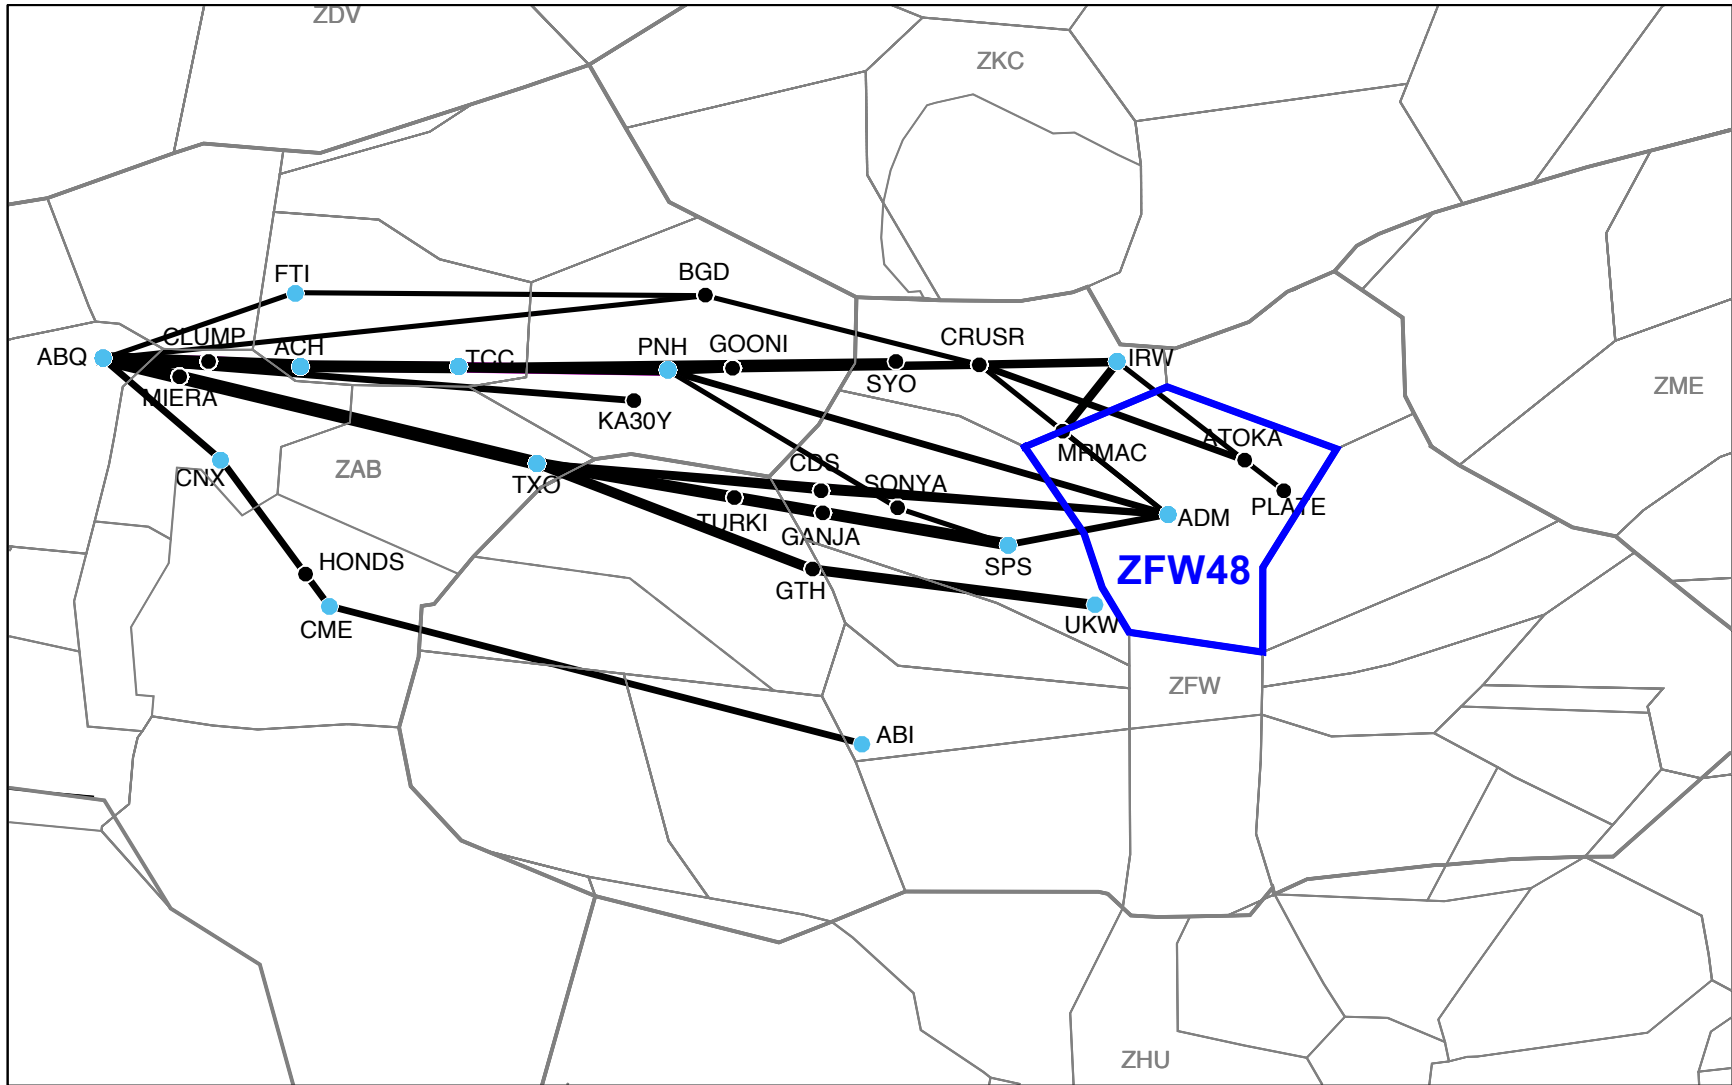 ZDV
ZKC
FTI
BGD
CLUMP
ACH
TCC
PNH
GOONI
CRUSR
IRW
ABQ
MIERA
SYO
KA30Y
ZME
ATOKA
MRMAC
CNX
ZAB
TXO
CDS
SONYA
PLATE
TURKI
GANJA
ADM
HONDS
SPS
ZFW48
GTH
CME
UKW
ZFW
ABI
ZHU